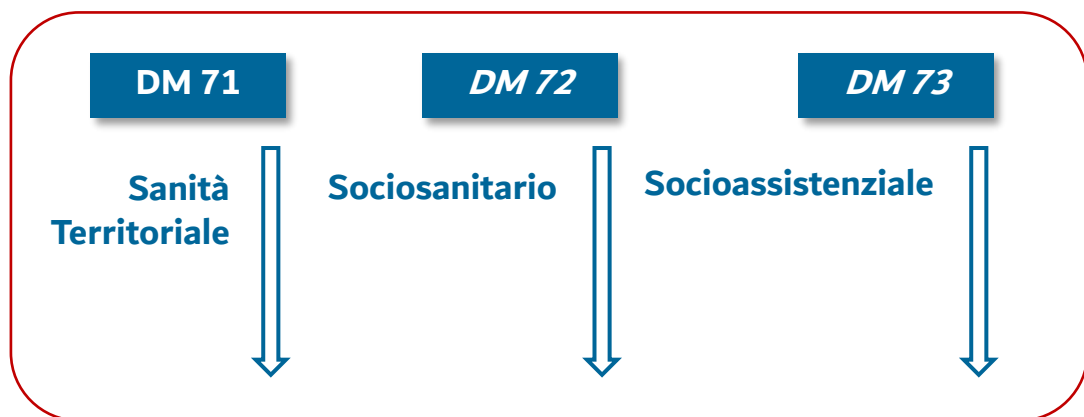 DM 71
DM 72
DM 73
Sanità
Territoriale
Sociosanitario
Socioassistenziale